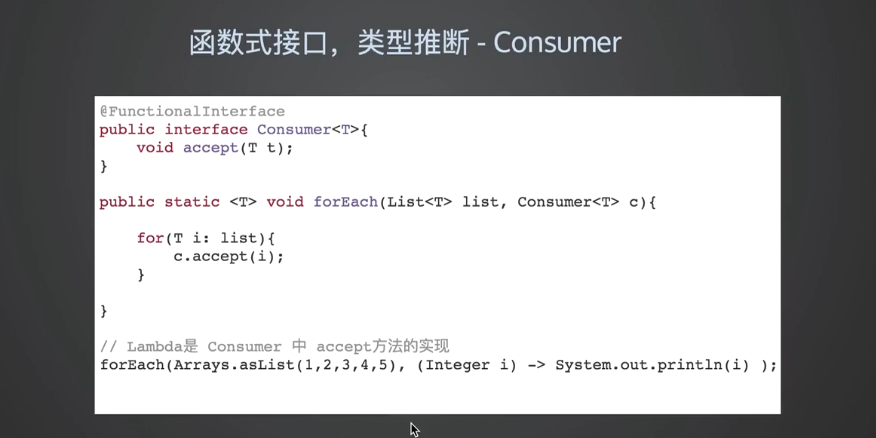 函数式接口，类型推断 - Consumer
@FunctionalInterface
public interface Consumer<T>{
    void accept(T t);
}
public static <T> void forEach(List<T> list, Consumer<T> c){
    for(T i: list){
        c.accept(i);
    }
}
// Lambda是 Consumer 中 accept方法的实现
forEach(Arrays.asList(1,2,3,4,5), (Integer i) -> System.out.println(i) );